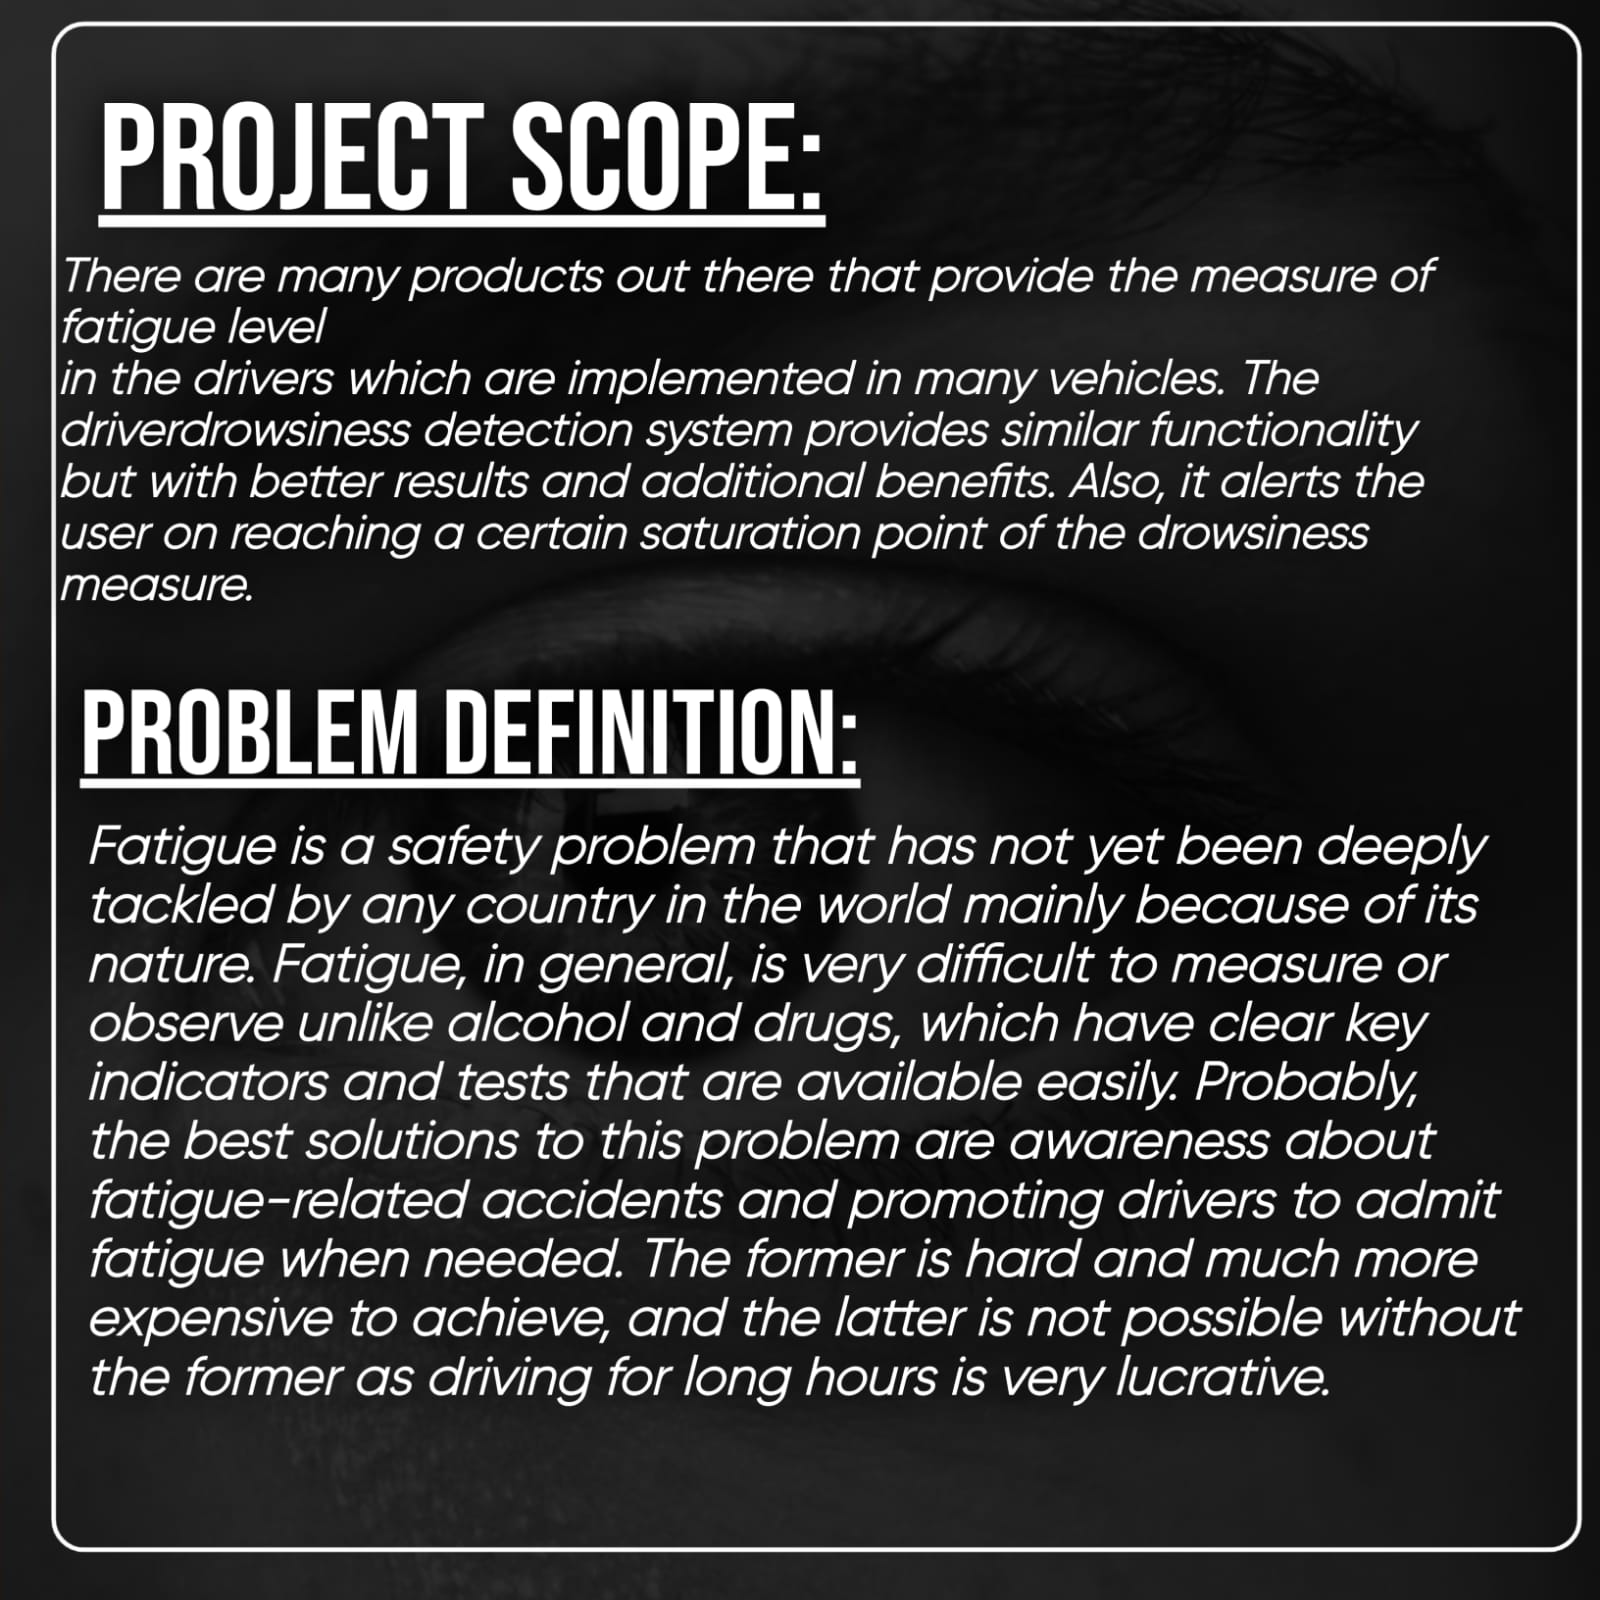 PROJECT SCOPE:
There are many products out there that provide the measure of
fatigue level
in the drivers which are implemented in many vehicles. The
driverdrowsiness detection system provides similar functionality
but with better results and additional benefits. Also, it alerts the
user on reaching a certain saturation point of the drowsiness
measure.
PROBLEM DEFINITION:
Fatigue is a safety problem that has not yet been deeply
tackled by any country in the world mainly because of its
nature. Fatigue, in general, is very difficult to measure or
observe unlike alcohol and drugs, which have clear key
indicators and tests that are available easily. Probably,
the best solutions to this problem are awareness about
fatigue-related accidents and promoting drivers to admit
fatigue when needed. The former is hard and much more
expensive to achieve, and the latter is not possible without
the former as driving for long hours is very lucrative.